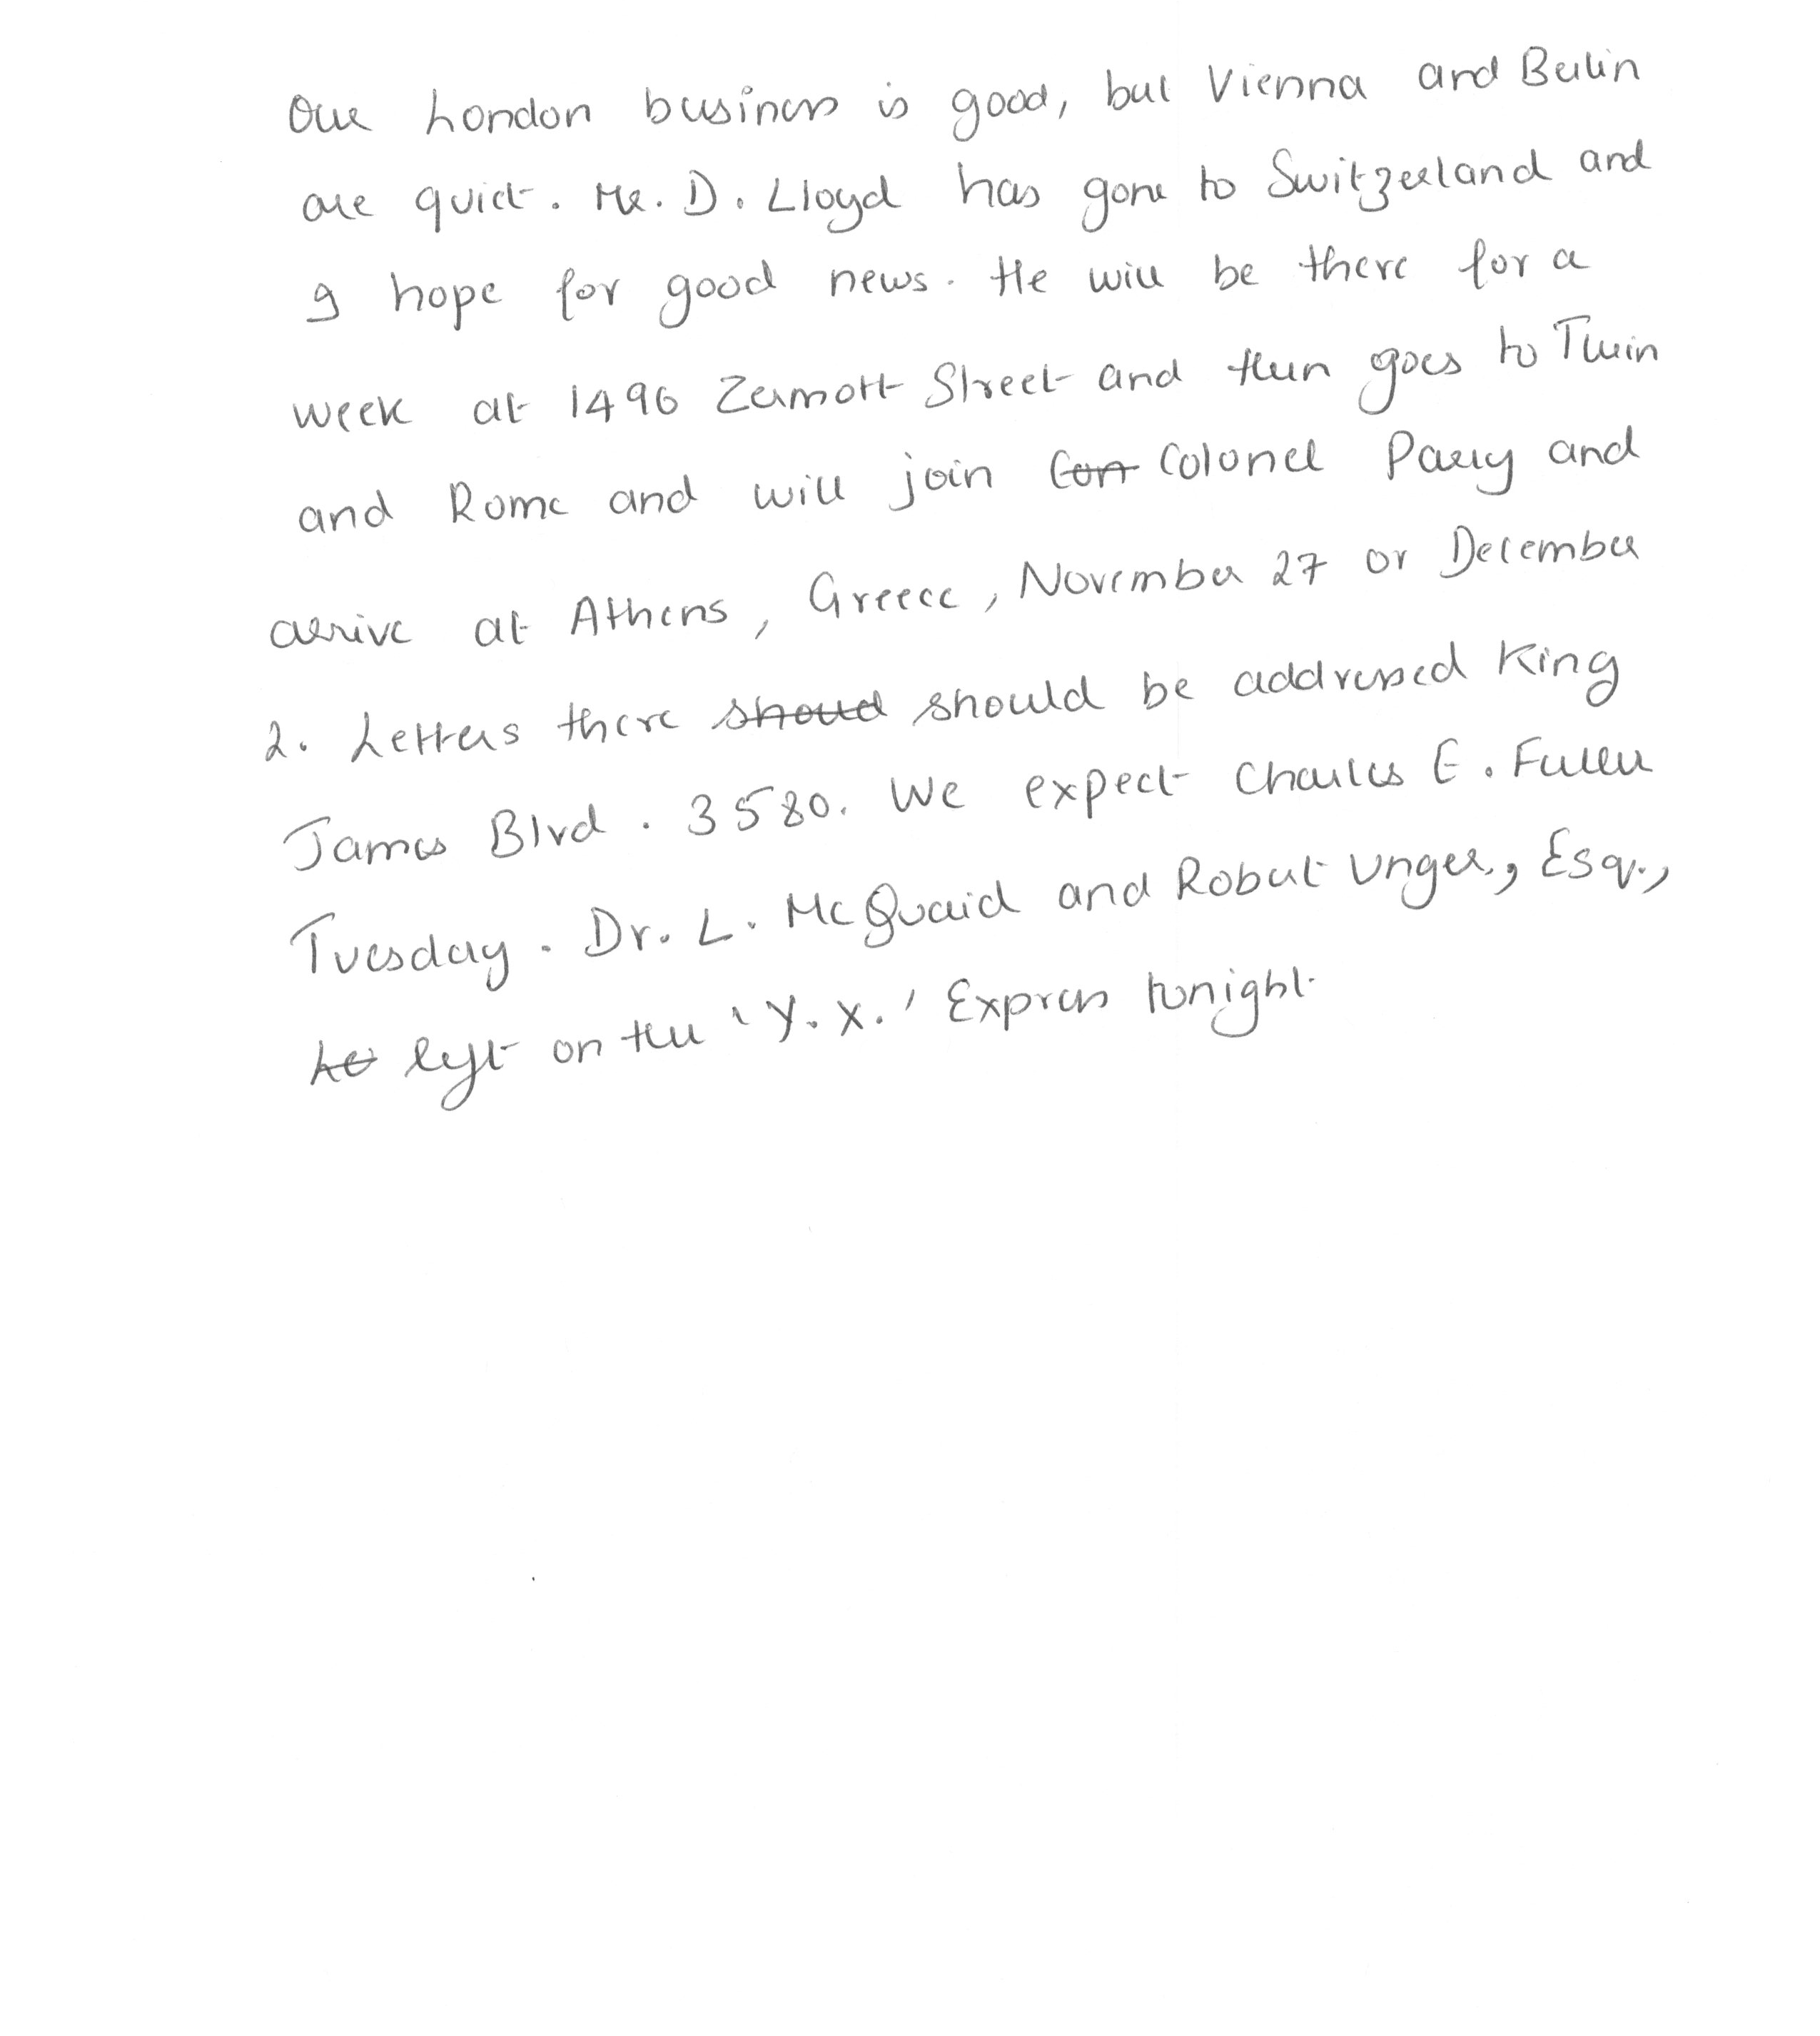 Our London business is good, but Vienna and Berlin
are quiet. Mr. D. Lloyd has gone to Switzerland and
I hope for good news. He will be there for a
week at 1496 Zermott Street and then goes to Turin
and Rome and will join Con Colonel Parry and
arrive at Athens, Greece, November 27 or December
2. Letters there shoud should be addressed King
James Blvd. 3580. We expect Charles E. Fuller
Tuesday. Dr. L. McQuaid and Robert Unger., Esq.,
le left on the 'Y.X.' Express tonight.